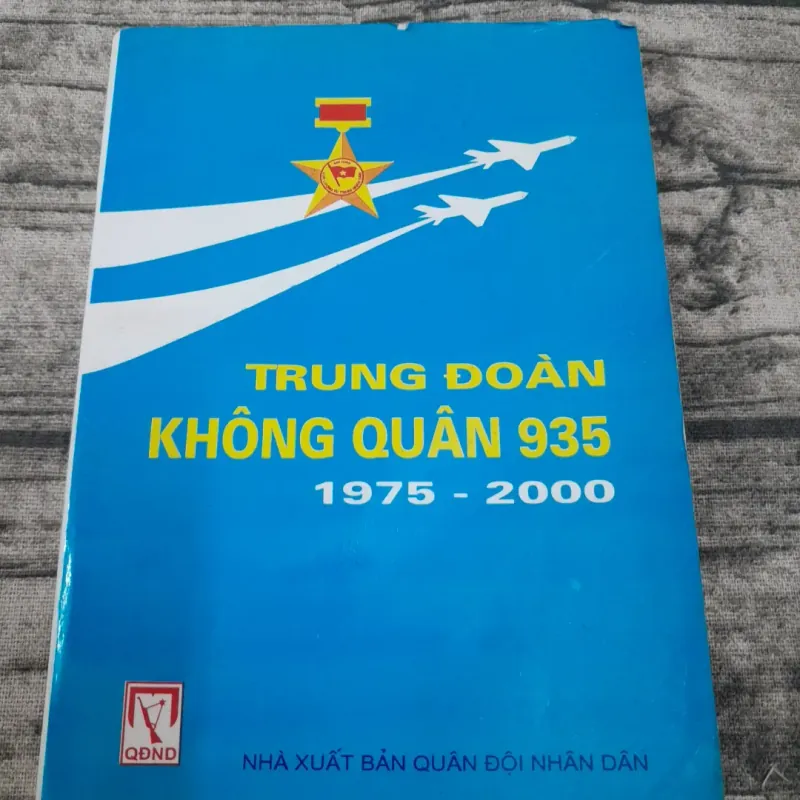 TRUNG ĐOÀN
KHÔNG QUÂN 935
1975 - 2000
QĐND
NHÀ XUẤT BẢN QUÂN ĐỘI NHÂN DÂN